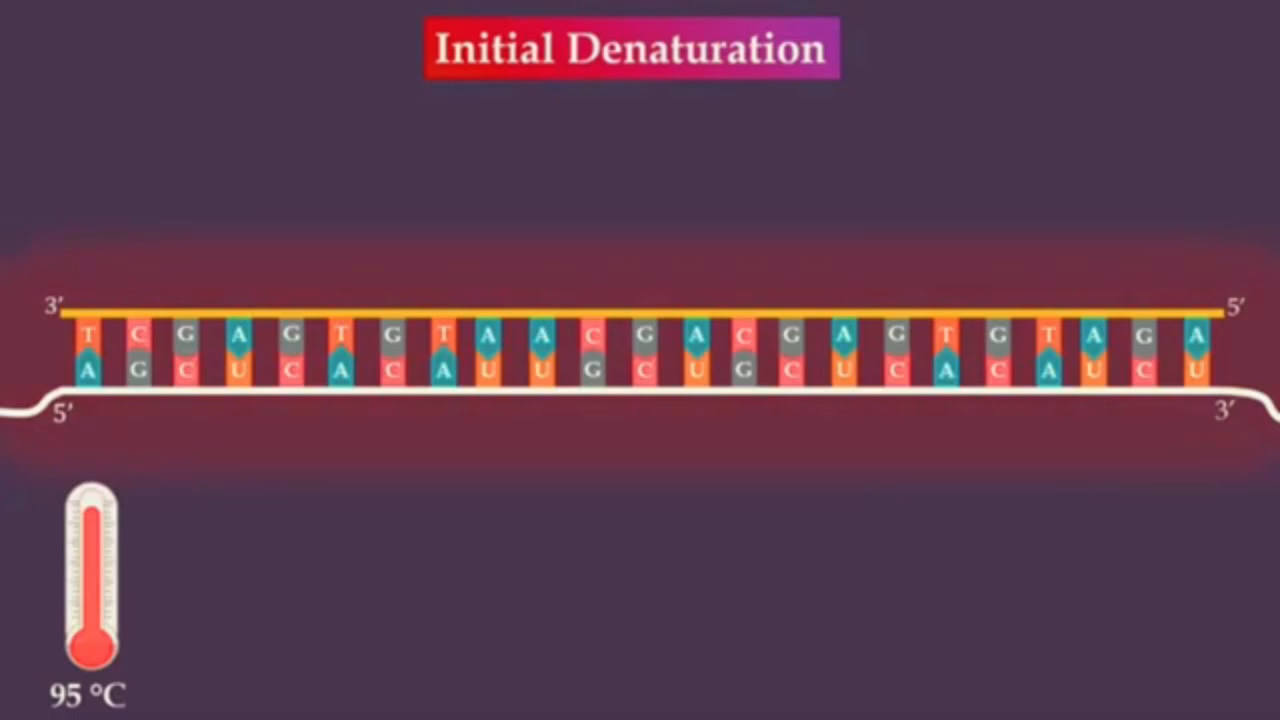 Initial Denaturation
3′ 5′
T C G A G T G T A A C G A C G A G T G T A G A
A G C U C A C A U U G C U G C U C A C A U C U
5′ 3′
95 °C